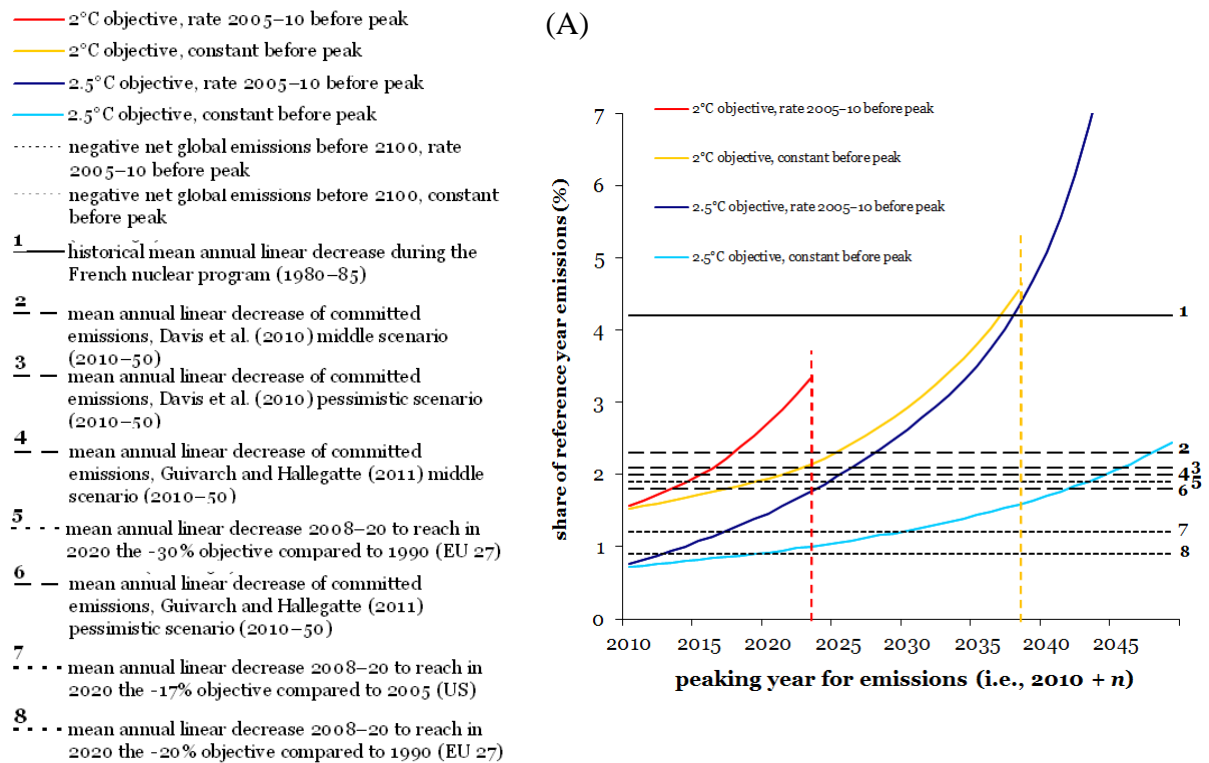 2°C objective, rate 2005–10 before peak
2°C objective, constant before peak
2.5°C objective, rate 2005–10 before peak
2.5°C objective, constant before peak
negative net global emissions before 2100, rate
2005–10 before peak
negative net global emissions before 2100, constant
before peak
1
historical mean annual linear decrease during the
French nuclear program (1980–85)
2
mean annual linear decrease of committed
emissions, Davis et al. (2010) middle scenario
(2010–50)
3
mean annual linear decrease of committed
emissions, Davis et al. (2010) pessimistic scenario
(2010–50)
4
mean annual linear decrease of committed
emissions, Guivarch and Hallegatte (2011) middle
scenario (2010–50)
5
mean annual linear decrease 2008–20 to reach in
2020 the -30% objective compared to 1990 (EU 27)
6
mean annual linear decrease of committed
emissions, Guivarch and Hallegatte (2011)
pessimistic scenario (2010–50)
7
mean annual linear decrease 2008–20 to reach in
2020 the -17% objective compared to 2005 (US)
8
mean annual linear decrease 2008–20 to reach in
2020 the -20% objective compared to 1990 (EU 27)
(A)
share of reference year emissions (%)
7
6
5
4
3
2
1
0
2°C objective, rate 2005–10 before peak
2°C objective, constant before peak
2.5°C objective, rate 2005–10 before peak
2.5°C objective, constant before peak
1
2
3
4
5
6
7
8
2010 2015 2020 2025 2030 2035 2040 2045
peaking year for emissions (i.e., 2010 + n)